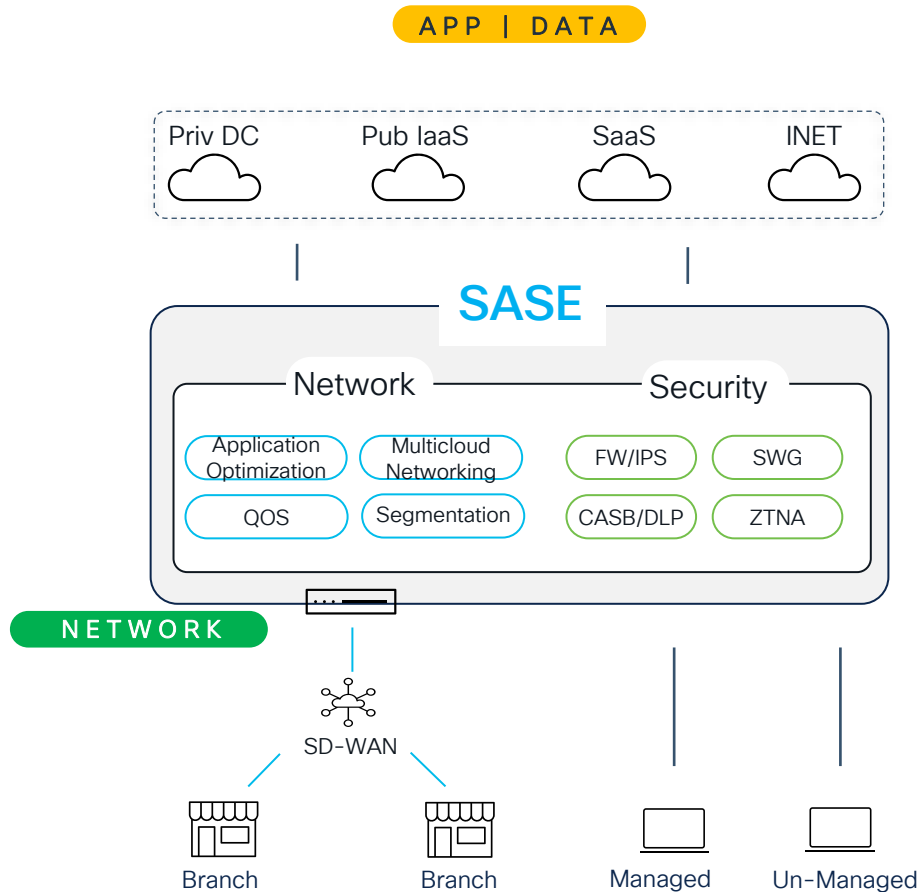 APP | DATA
Priv DC
Pub IaaS
SaaS
INET
SASE
Network
Security
Application
Optimization
Multicloud
Networking
FW/IPS
SWG
QOS
Segmentation
CASB/DLP
ZTNA
NETWORK
SD-WAN
Branch
Branch
Managed
Un-Managed